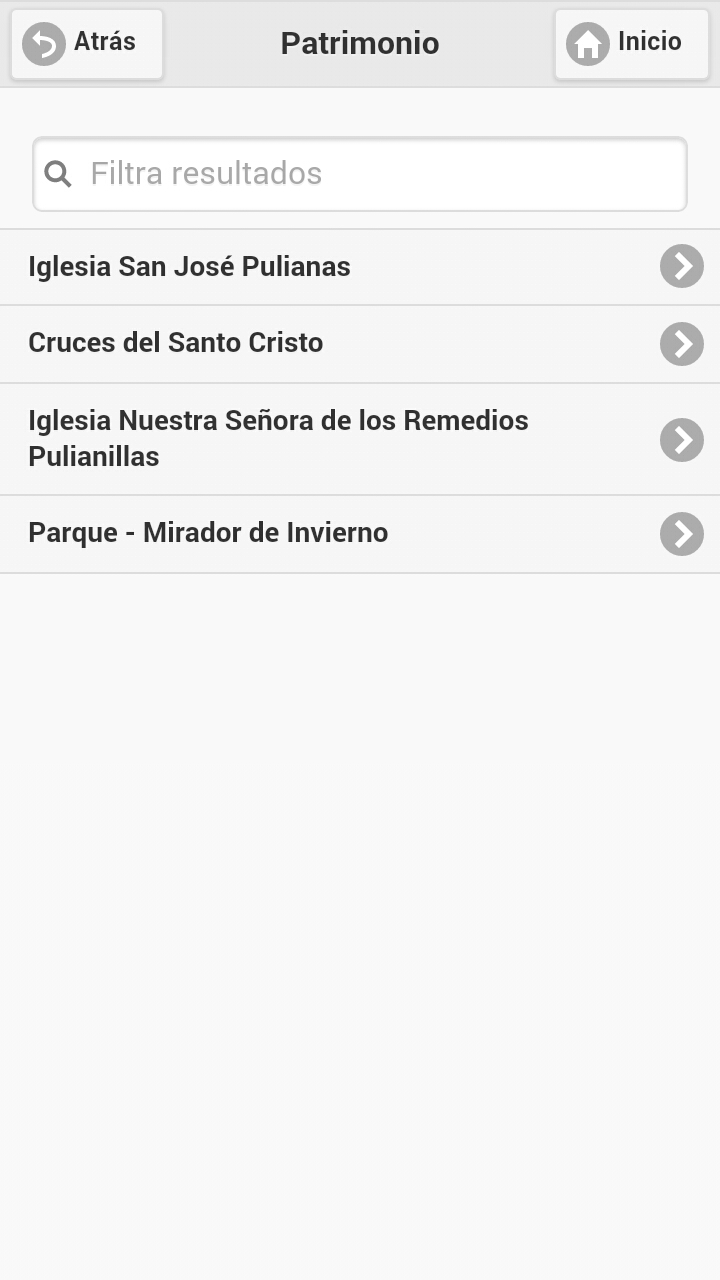 Atrás
Patrimonio
Inicio
Filtra resultados
Iglesia San José Pulianas
Cruces del Santo Cristo
Iglesia Nuestra Señora de los Remedios
Pulianillas
Parque - Mirador de Invierno